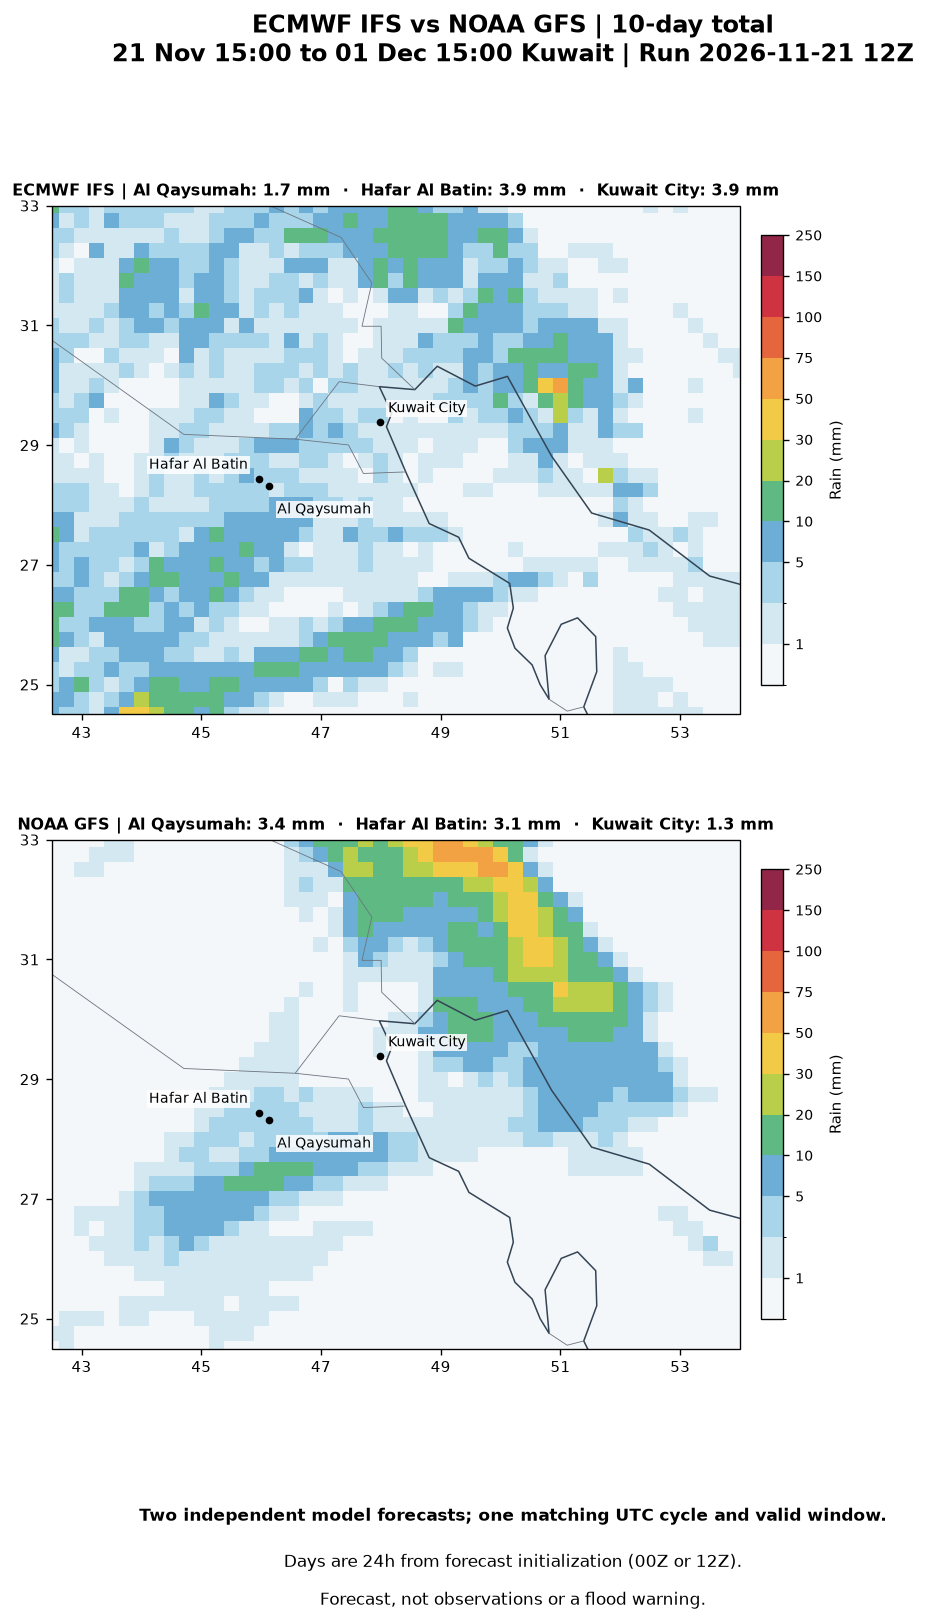 ECMWF IFS vs NOAA GFS | 10-day total
21 Nov 15:00 to 01 Dec 15:00 Kuwait | Run 2026-11-21 12Z
ECMWF IFS | Al Qaysumah: 1.7 mm · Hafar Al Batin: 3.9 mm · Kuwait City: 3.9 mm
33
31
29
27
25
43
45
47
49
51
53
Kuwait City
Hafar Al Batin
Al Qaysumah
250
150
100
75
50
30
20
10
5
1
Rain (mm)
NOAA GFS | Al Qaysumah: 3.4 mm · Hafar Al Batin: 3.1 mm · Kuwait City: 1.3 mm
33
31
29
27
25
43
45
47
49
51
53
Kuwait City
Hafar Al Batin
Al Qaysumah
250
150
100
75
50
30
20
10
5
1
Rain (mm)
Two independent model forecasts; one matching UTC cycle and valid window.
Days are 24h from forecast initialization (00Z or 12Z).
Forecast, not observations or a flood warning.